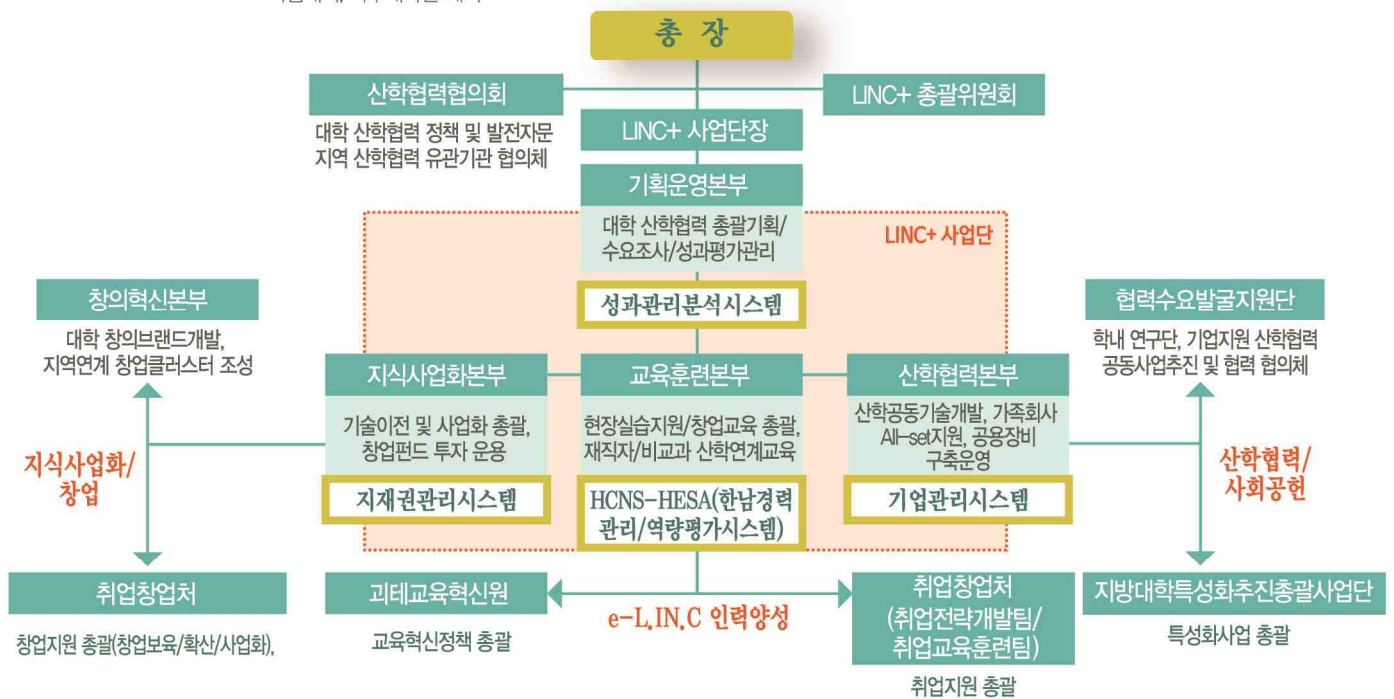 총 장
산학협력협의회
LINC+ 총괄위원회
대학 산학협력 정책 및 발전자문
지역 산학협력 유관기관 협의체
LINC+ 사업단장
기획운영본부
대학 산학협력 총괄기획/
수요조사/성과평가관리
LINC+ 사업단
성과관리분석시스템
창의혁신본부
대학 창의브랜드개발,
지역연계 창업클러스터 조성
협력수요발굴지원단
학내 연구단, 기업지원 산학협력
공동사업추진 및 협력 협의체
지식사업화본부
기술이전 및 사업화 총괄,
창업펀드 투자 운용
지재권관리시스템
교육훈련본부
현장실습지원/창업교육 총괄,
재직자/비교과 산학연계교육
HCNS-HESA(한남경력
관리/역량평가시스템)
산학협력본부
산학공동기술개발, 가족회사
All-set지원, 공용장비
구축운영
기업관리시스템
지식사업화/
창업
산학협력/
사회공헌
취업창업처
창업지원 총괄(창업보육/확산/사업화),
괴테교육혁신원
교육혁신정책 총괄
e-L.IN.C 인력양성
취업창업처
(취업전략개발팀/
취업교육훈련팀)
취업지원 총괄
지방대학특성화추진총괄사업단
특성화사업 총괄